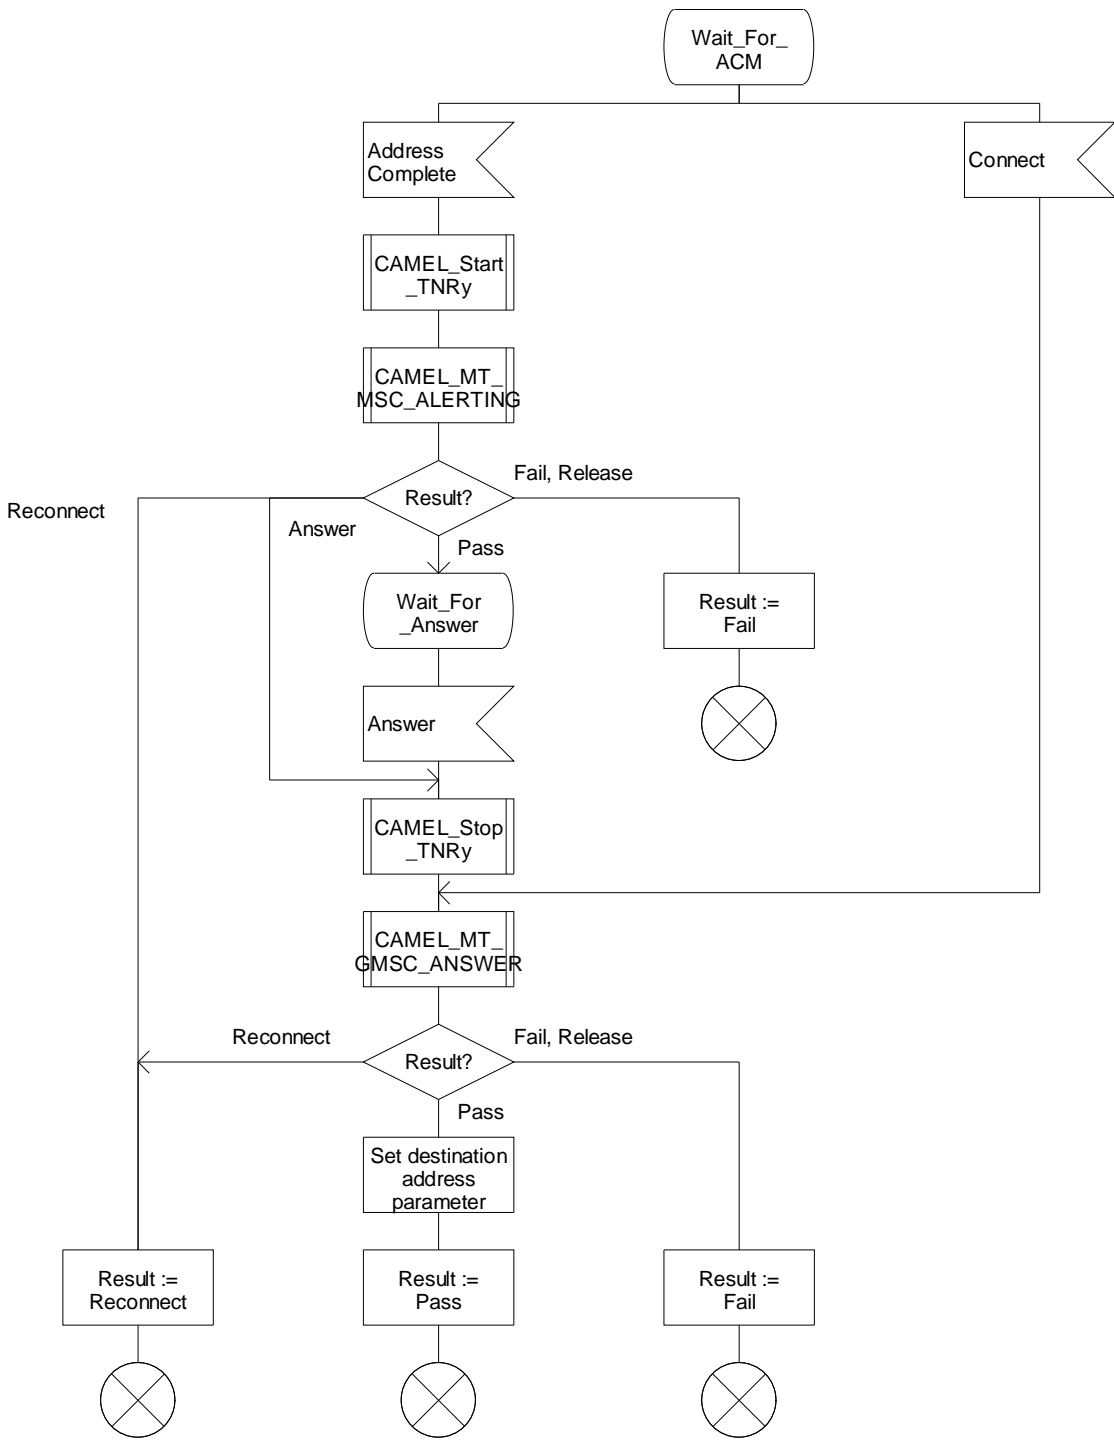 Wait_For_
ACM
Address
Complete
Connect
CAMEL_Start
_TNRy
CAMEL_MT_
MSC_ALERTING
Fail, Release
Result?
Reconnect
Answer
Pass
Wait_For
_Answer
Result :=
Fail
Answer
CAMEL_Stop
_TNRy
CAMEL_MT_
GMSC_ANSWER
Reconnect
Fail, Release
Result?
Pass
Set destination
address
parameter
Result :=
Reconnect
Result :=
Pass
Result :=
Fail